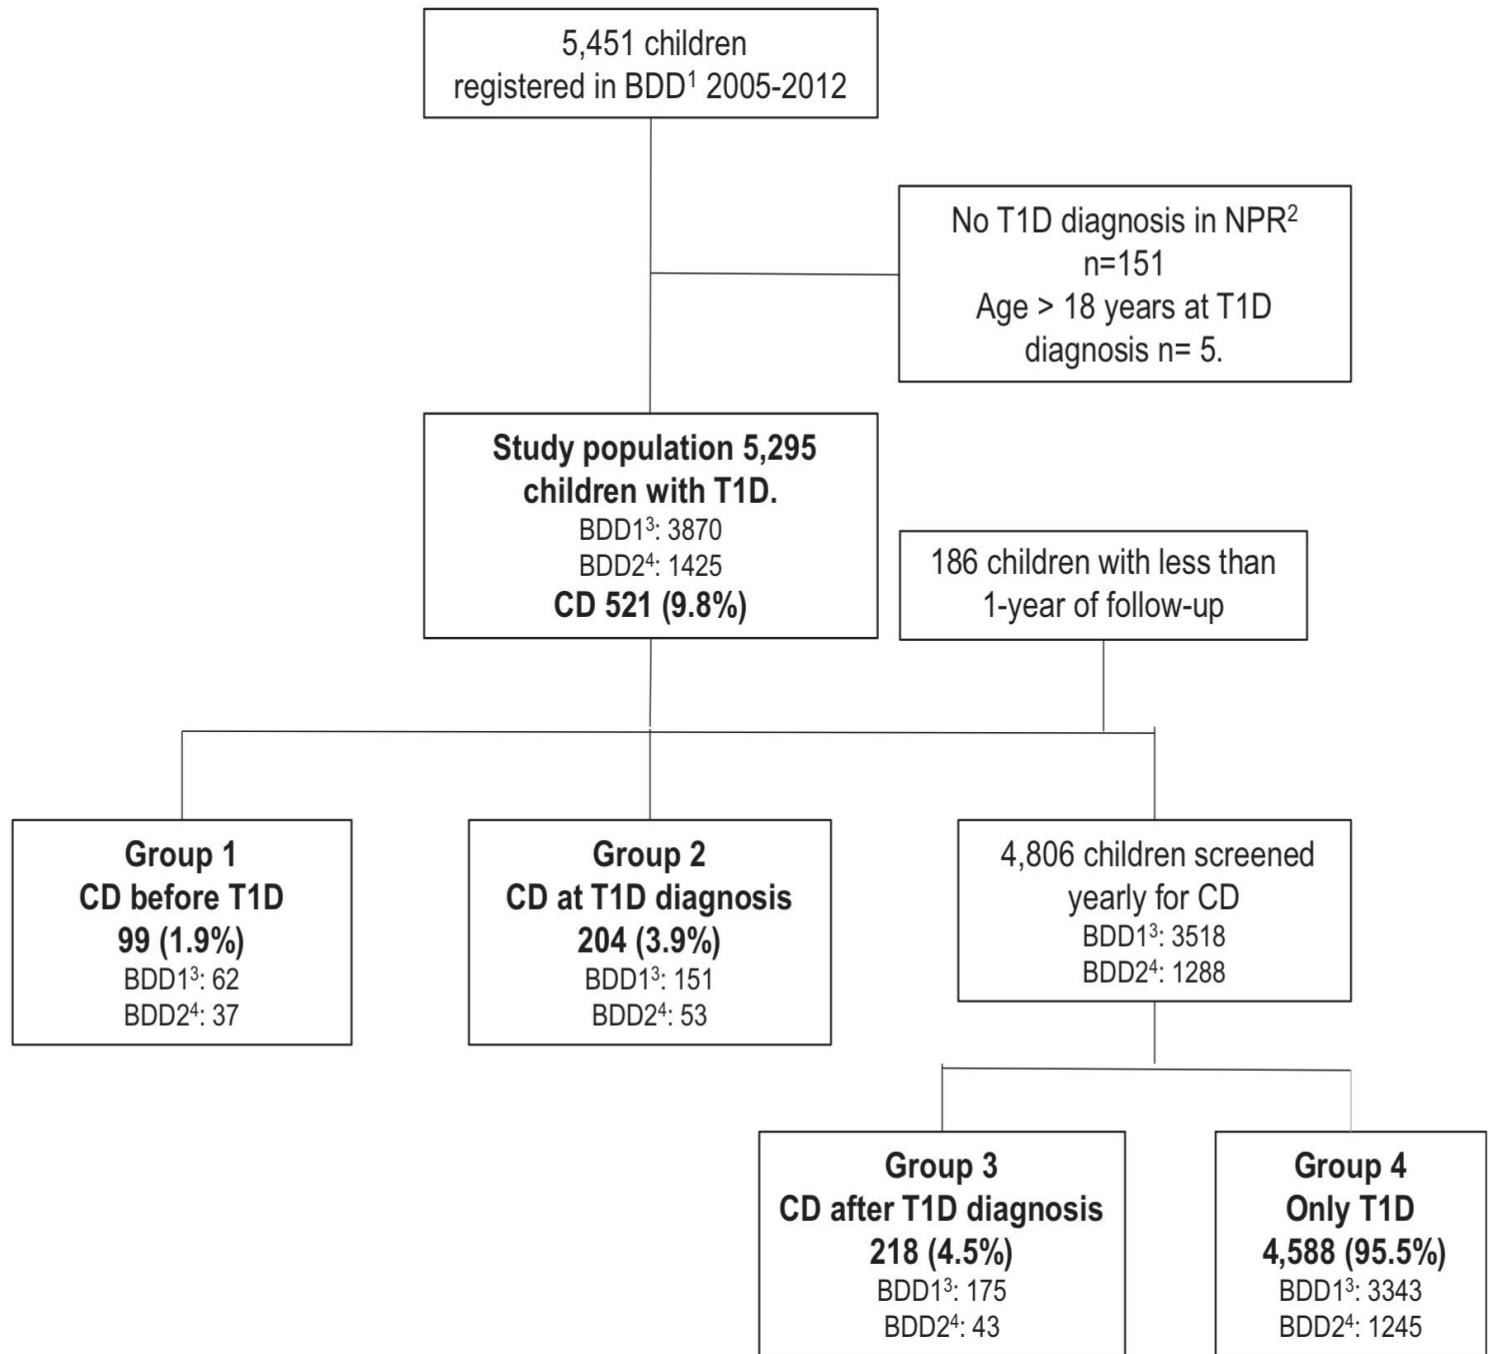 5,451 children
registered in BDD¹ 2005-2012
No T1D diagnosis in NPR²
n=151
Age > 18 years at T1D
diagnosis n= 5.
Study population 5,295
children with T1D.
BDD1³: 3870
BDD2⁴: 1425
CD 521 (9.8%)
186 children with less than
1-year of follow-up
Group 1
CD before T1D
99 (1.9%)
BDD1³: 62
BDD2⁴: 37
Group 2
CD at T1D diagnosis
204 (3.9%)
BDD1³: 151
BDD2⁴: 53
4,806 children screened
yearly for CD
BDD1³: 3518
BDD2⁴: 1288
Group 3
CD after T1D diagnosis
218 (4.5%)
BDD1³: 175
BDD2⁴: 43
Group 4
Only T1D
4,588 (95.5%)
BDD1³: 3343
BDD2⁴: 1245